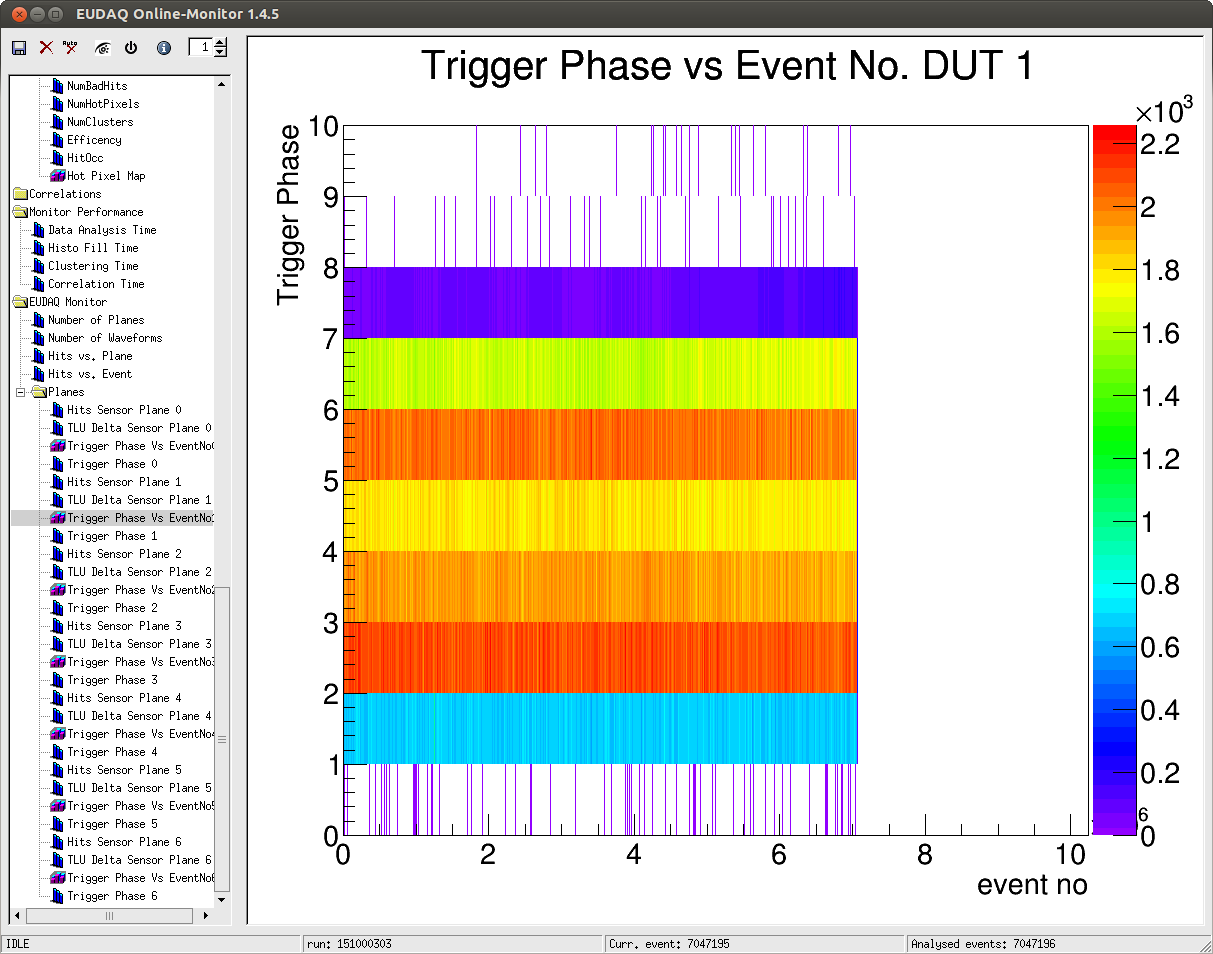 EUDAQ Online-Monitor 1.4.5
Auto
1
NumBadHits
NumHotPixels
NumClusters
Efficency
HitOcc
Hot Pixel Map
Correlations
Monitor Performance
Data Analysis Time
Histo Fill Time
Clustering Time
Correlation Time
EUDAQ Monitor
Number of Planes
Number of Waveforms
Hits vs. Plane
Hits vs. Event
Planes
Hits Sensor Plane 0
TLU Delta Sensor Plane 0
Trigger Phase Vs EventNo0
Trigger Phase 0
Hits Sensor Plane 1
TLU Delta Sensor Plane 1
Trigger Phase Vs EventNo1
Trigger Phase 1
Hits Sensor Plane 2
TLU Delta Sensor Plane 2
Trigger Phase Vs EventNo2
Trigger Phase 2
Hits Sensor Plane 3
TLU Delta Sensor Plane 3
Trigger Phase Vs EventNo3
Trigger Phase 3
Hits Sensor Plane 4
TLU Delta Sensor Plane 4
Trigger Phase Vs EventNo4
Trigger Phase 4
Hits Sensor Plane 5
TLU Delta Sensor Plane 5
Trigger Phase Vs EventNo5
Trigger Phase 5
Hits Sensor Plane 6
TLU Delta Sensor Plane 6
Trigger Phase Vs EventNo6
Trigger Phase 6
Trigger Phase vs Event No. DUT 1
Trigger Phase
10
9
8
7
6
5
4
3
2
1
0
0 2 4 6 8 10
event no
×10³
2.2
2
1.8
1.6
1.4
1.2
1
0.8
0.6
0.4
0.2
6
0
IDLE
run: 151000303
Curr. event: 7047195
Analysed events: 7047196